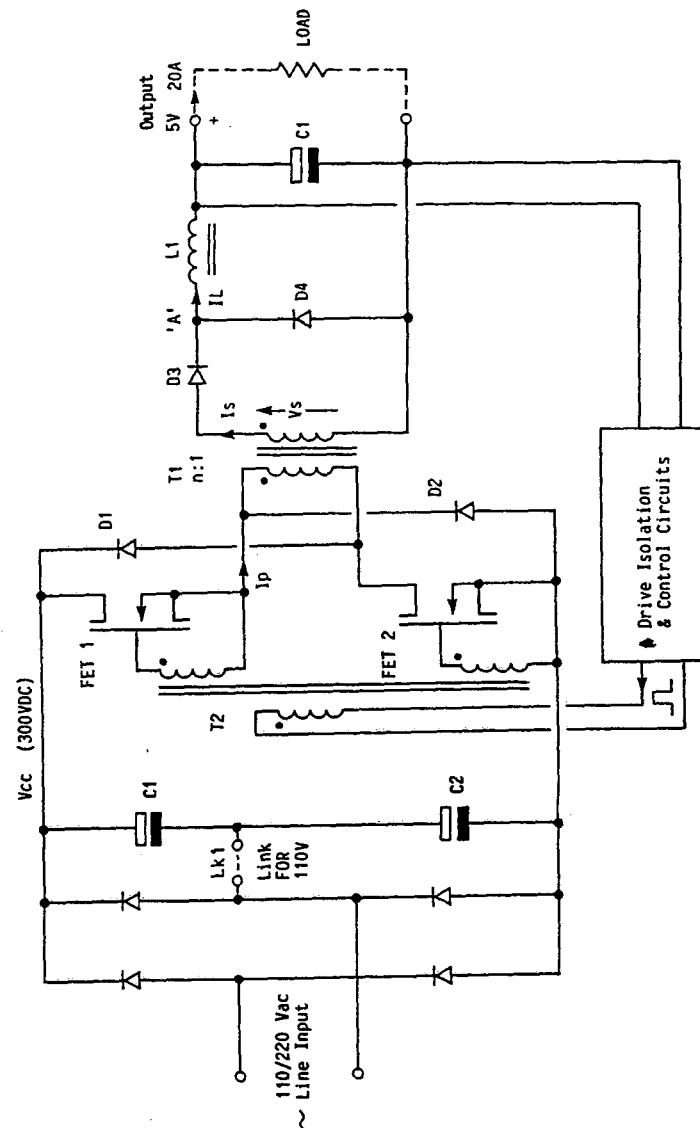 110/220 Vac
~ Line Input
Vcc (300VDC)
Lk1
Link
FOR
110V
C1
C2
T2
FET 1
FET 2
Ip
D1
D2
T1
n:1
Is
Vs
D3
'A'
IL
D4
L1
C1
Output
5V 20A
+
LOAD
Drive Isolation
& Control Circuits